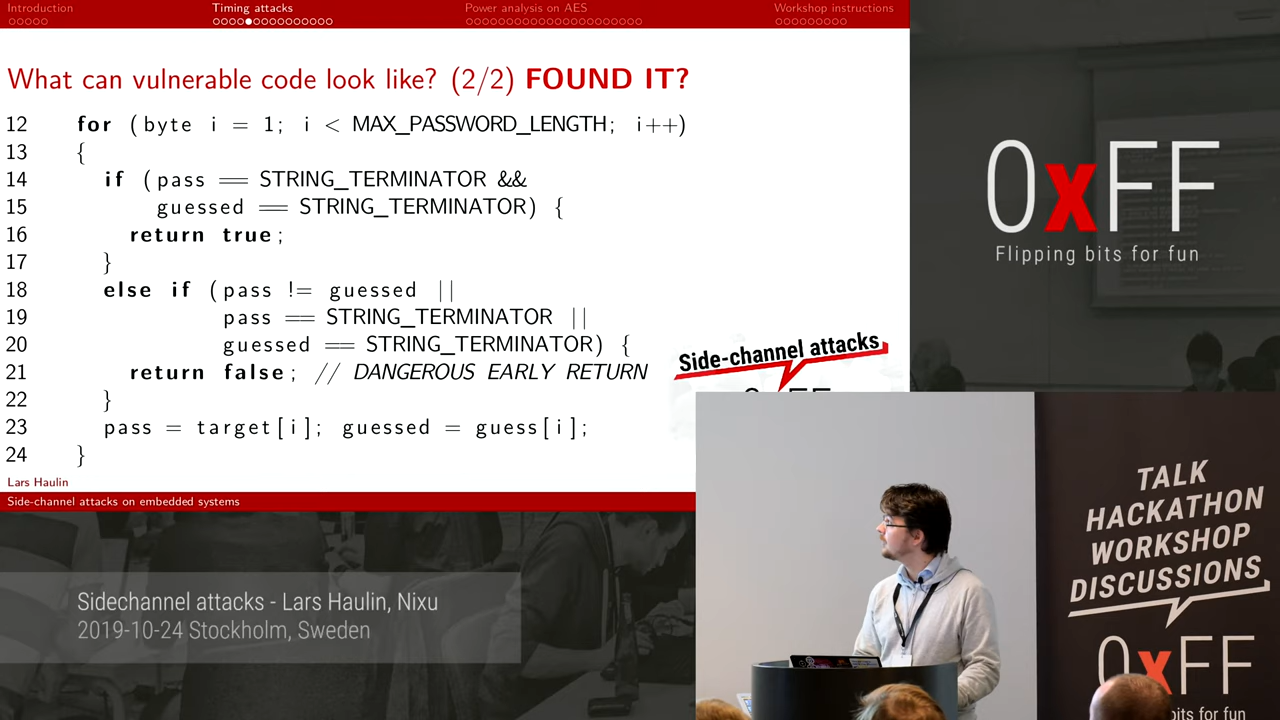 Introduction
Timing attacks
Power analysis on AES
Workshop instructions
What can vulnerable code look like? (2/2) FOUND IT?
12 for (byte i = 1; i < MAX_PASSWORD_LENGTH; i++)
13 {
14 if (pass == STRING_TERMINATOR &&
15 guessed == STRING_TERMINATOR) {
16 return true;
17 }
18 else if (pass != guessed ||
19 pass == STRING_TERMINATOR ||
20 guessed == STRING_TERMINATOR) {
21 return false; // DANGEROUS EARLY RETURN
22 }
23 pass = target[i]; guessed = guess[i];
24 }
Side-channel attacks
Lars Haulin
Side-channel attacks on embedded systems
0xFF
Flipping bits for fun
Sidechannel attacks - Lars Haulin, Nixu
2019-10-24 Stockholm, Sweden
TALK
HACKATHON
WORKSHOP
DISCUSSIONS
0xFF
bits for fun